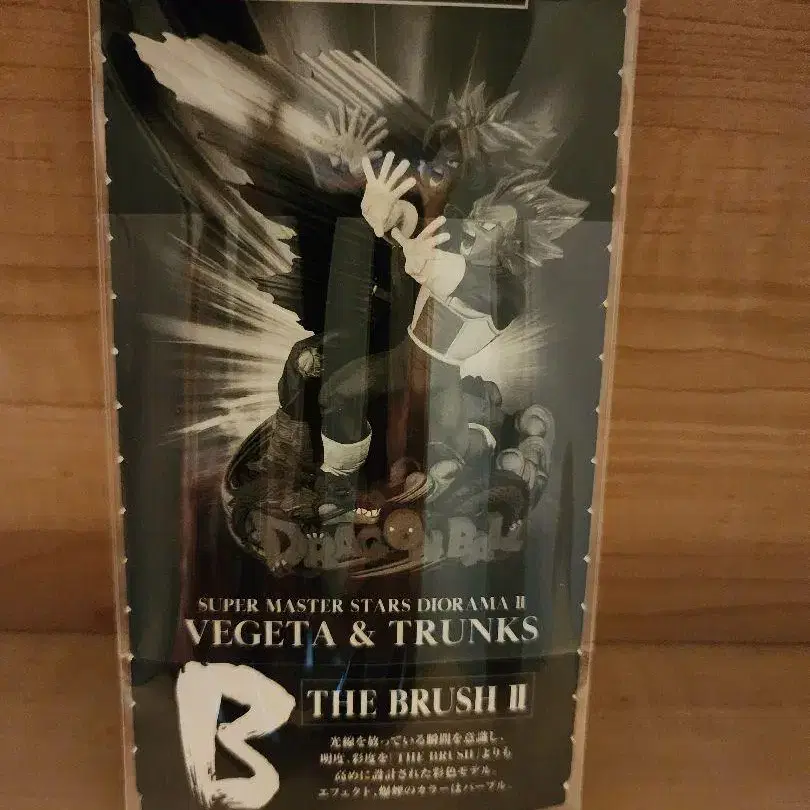 DRAGON BALL
SUPER MASTER STARS DIORAMA II
VEGETA & TRUNKS
B
THE BRUSH II
光線を放っている瞬間を意識し、
明度、彩度を「THE BRUSH」よりも
高めに設計された彩色モデル。
エフェクト、爆煙のカラーはパープル。